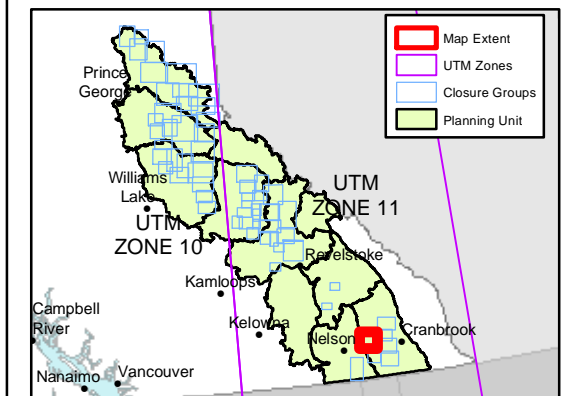 Map Extent
UTM Zones
Closure Groups
Planning Unit
Prince
George
Williams
Lake
UTM
ZONE 10
UTM
ZONE 11
Revelstoke
Kamloops
Campbell
River
Kelowna
Nelson
Cranbrook
Nanaimo
Vancouver